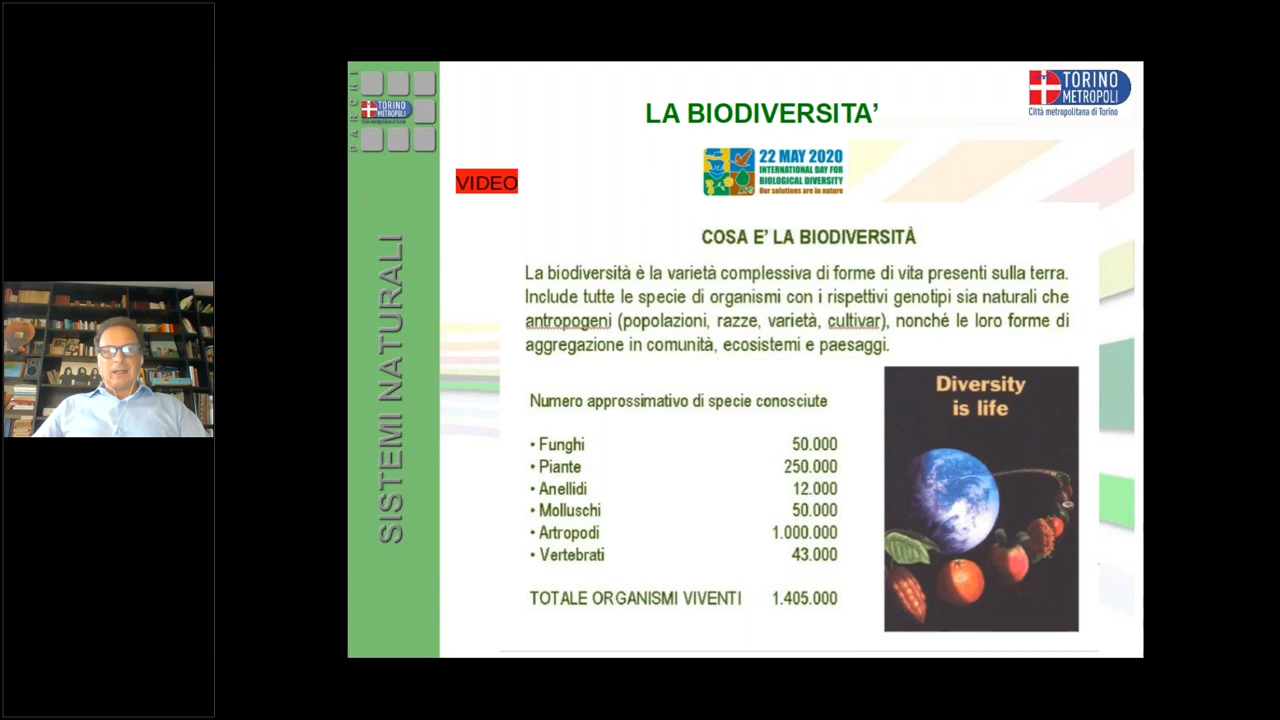 PARCHI
TORINO
METROPOLI
SISTEMI NATURALI
LA BIODIVERSITA'
TORINO
METROPOLI
Città metropolitana di Torino
22 MAY 2020
INTERNATIONAL DAY FOR
BIOLOGICAL DIVERSITY
Our solutions are in nature
VIDEO
COSA E' LA BIODIVERSITÀ
La biodiversità è la varietà complessiva di forme di vita presenti sulla terra.
Include tutte le specie di organismi con i rispettivi genotipi sia naturali che
antropogeni (popolazioni, razze, varietà, cultivar), nonché le loro forme di
aggregazione in comunità, ecosistemi e paesaggi.
Numero approssimativo di specie conosciute
• Funghi 50.000
• Piante 250.000
• Anellidi 12.000
• Molluschi 50.000
• Artropodi 1.000.000
• Vertebrati 43.000
TOTALE ORGANISMI VIVENTI 1.405.000
Diversity
is life